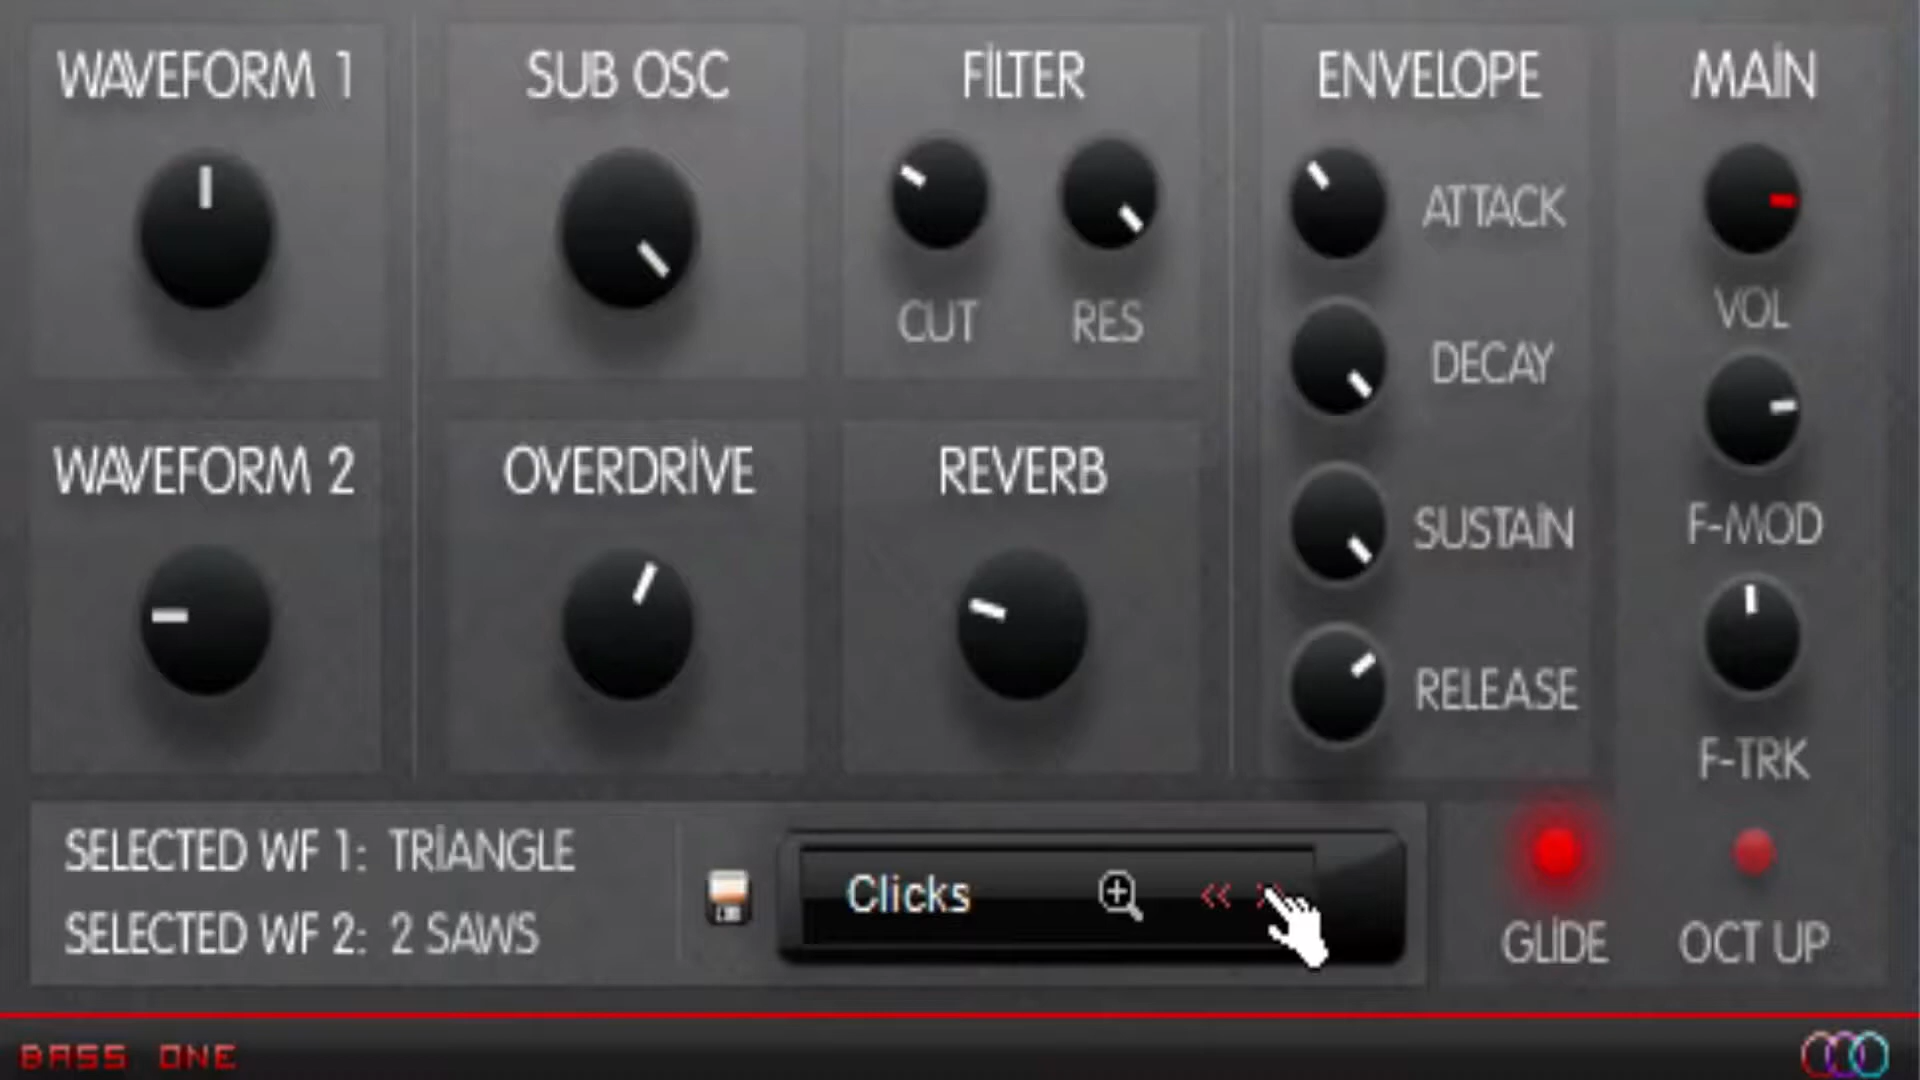 WAVEFORM 1
SUB OSC
FİLTER
CUT
RES
ENVELOPE
ATTACK
DECAY
SUSTAİN
RELEASE
MAİN
VOL
F-MOD
F-TRK
WAVEFORM 2
OVERDRİVE
REVERB
SELECTED WF 1: TRİANGLE
SELECTED WF 2: 2 SAWS
Clicks
GLİDE
OCT UP
BASS ONE